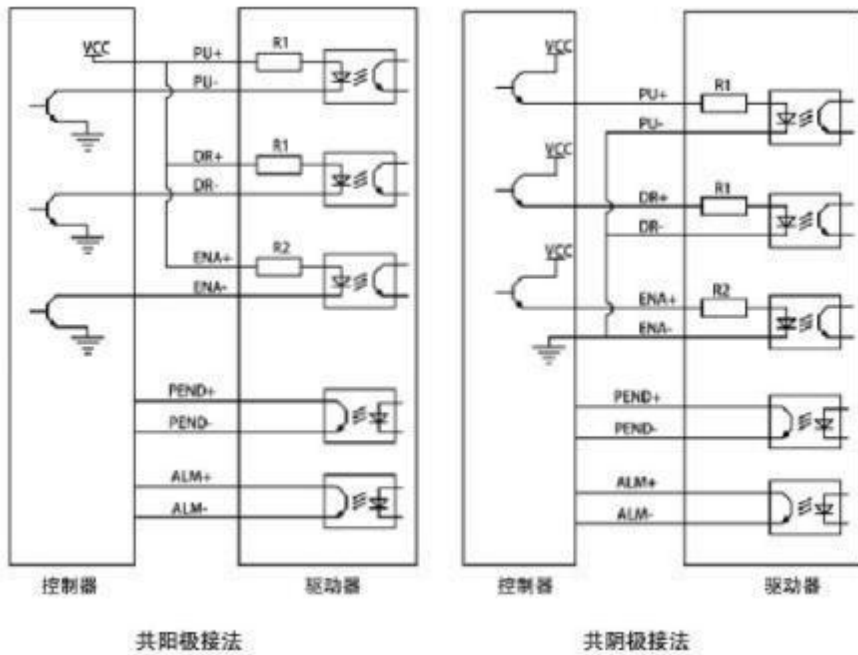 VCC
PU+
R1
PU-
DR+
R1
DR-
ENA+
R2
ENA-
PEND+
PEND-
ALM+
ALM-
控制器
驱动器
共阳极接法
VCC
PU+
R1
PU-
VCC
DR+
R1
DR-
VCC
ENA+
R2
ENA-
PEND+
PEND-
ALM+
ALM-
控制器
驱动器
共阴极接法